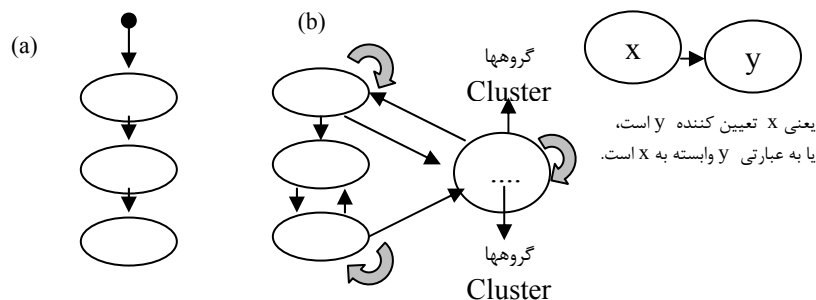 (a)
(b)
گروهها
Cluster
....
گروهها
Cluster
x
y
یعنی x تعیین کننده y است،
یا به عبارتی y وابسته به x است.